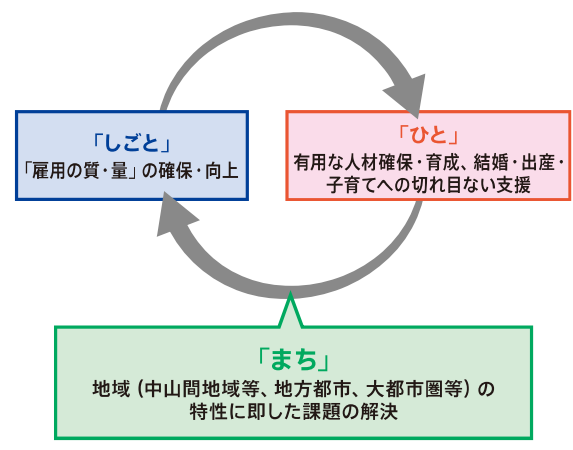 「しごと」
「雇用の質・量」の確保・向上
「ひと」
有用な人材確保・育成、結婚・出産・
子育てへの切れ目ない支援
「まち」
地域（中山間地域等、地方都市、大都市圏等）の
特性に即した課題の解決